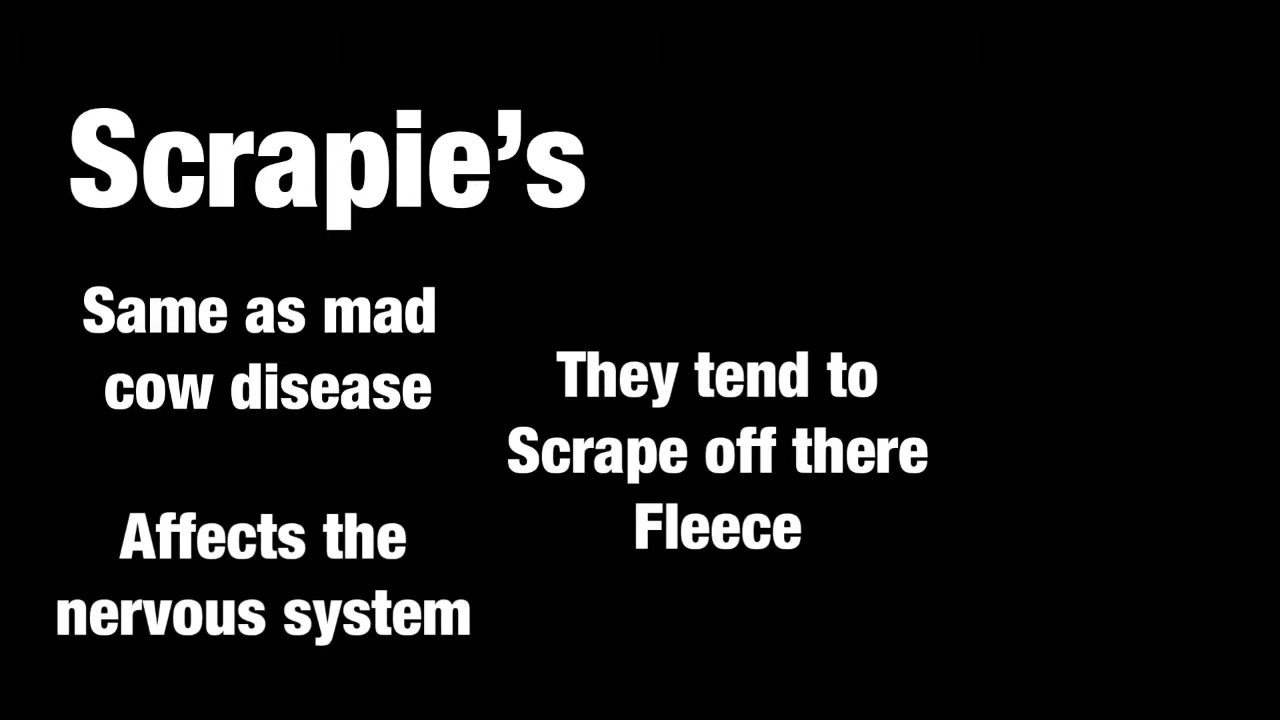 Scrapie’s
Same as mad
cow disease
Affects the
nervous system
They tend to
Scrape off there
Fleece